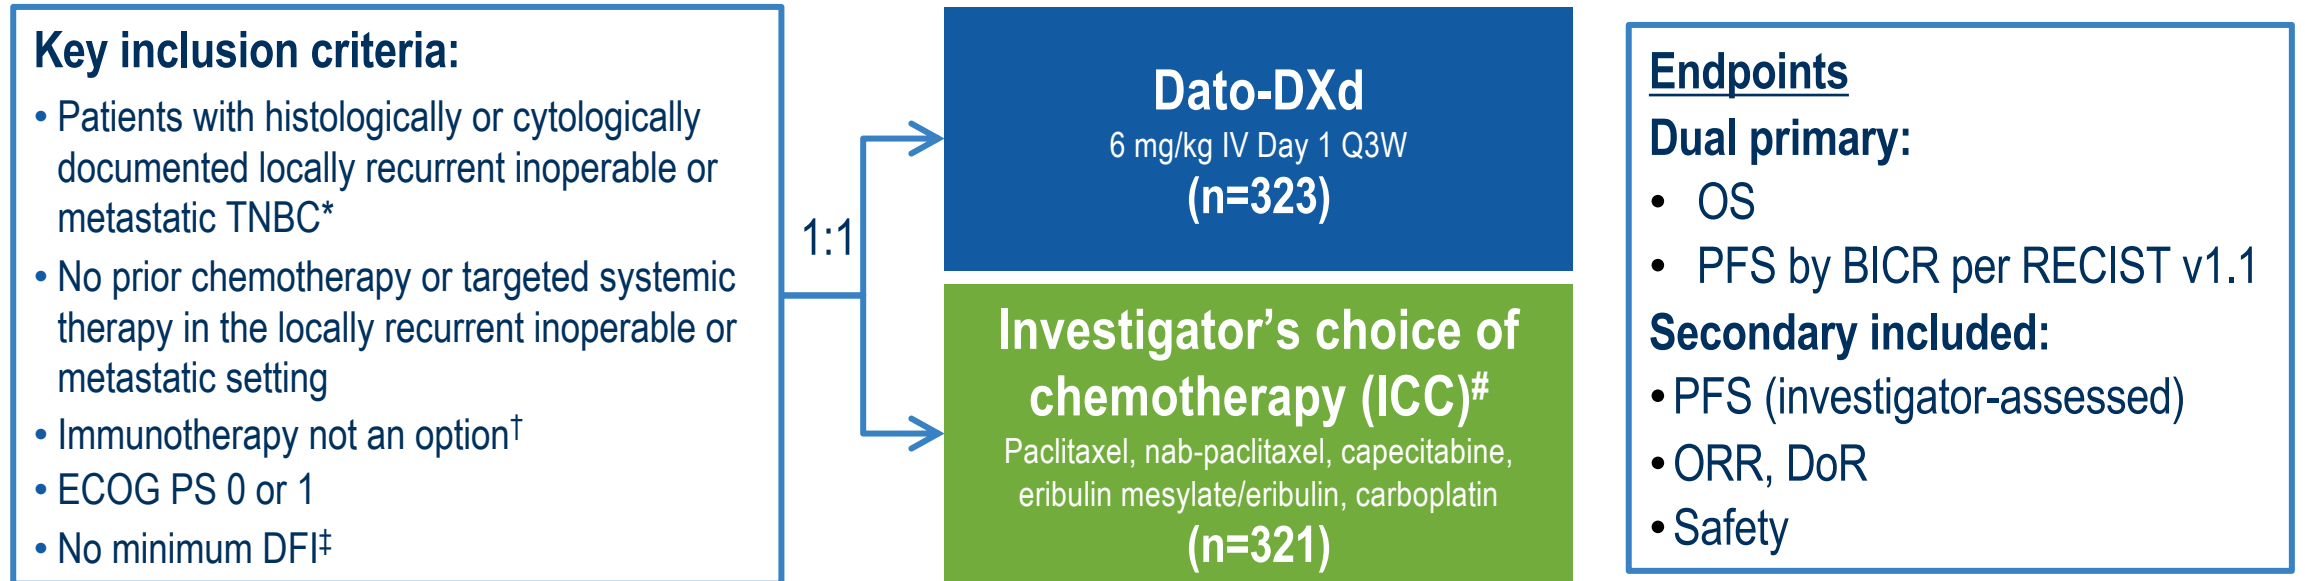 Key inclusion criteria:
• Patients with histologically or cytologically
documented locally recurrent inoperable or
metastatic TNBC*
• No prior chemotherapy or targeted systemic
therapy in the locally recurrent inoperable or
metastatic setting
• Immunotherapy not an option†
• ECOG PS 0 or 1
• No minimum DFI‡
1:1
Dato-DXd
6 mg/kg IV Day 1 Q3W
(n=323)
Investigator’s choice of
chemotherapy (ICC)#
Paclitaxel, nab-paclitaxel, capecitabine,
eribulin mesylate/eribulin, carboplatin
(n=321)
Endpoints
Dual primary:
• OS
• PFS by BICR per RECIST v1.1
Secondary included:
• PFS (investigator-assessed)
• ORR, DoR
• Safety